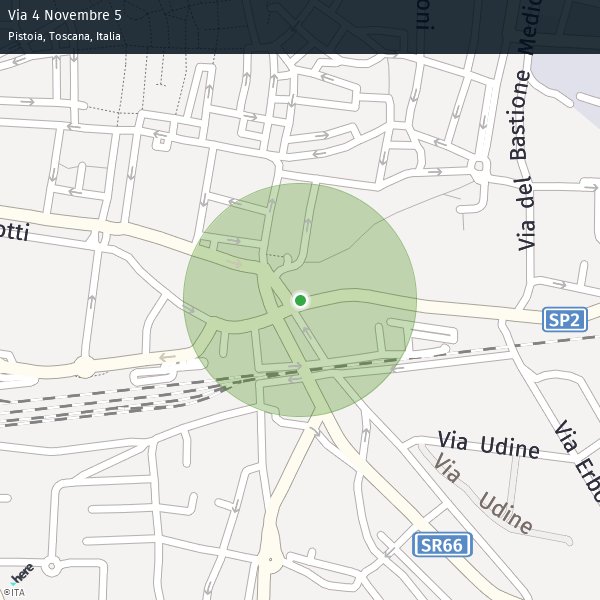 Via 4 Novembre 5
Pistoia, Toscana, Italia
oni
Via del Bastione Medic
otti
SP2
Via Udine
Via Erbo
Via Udine
SR66
here
©ITA